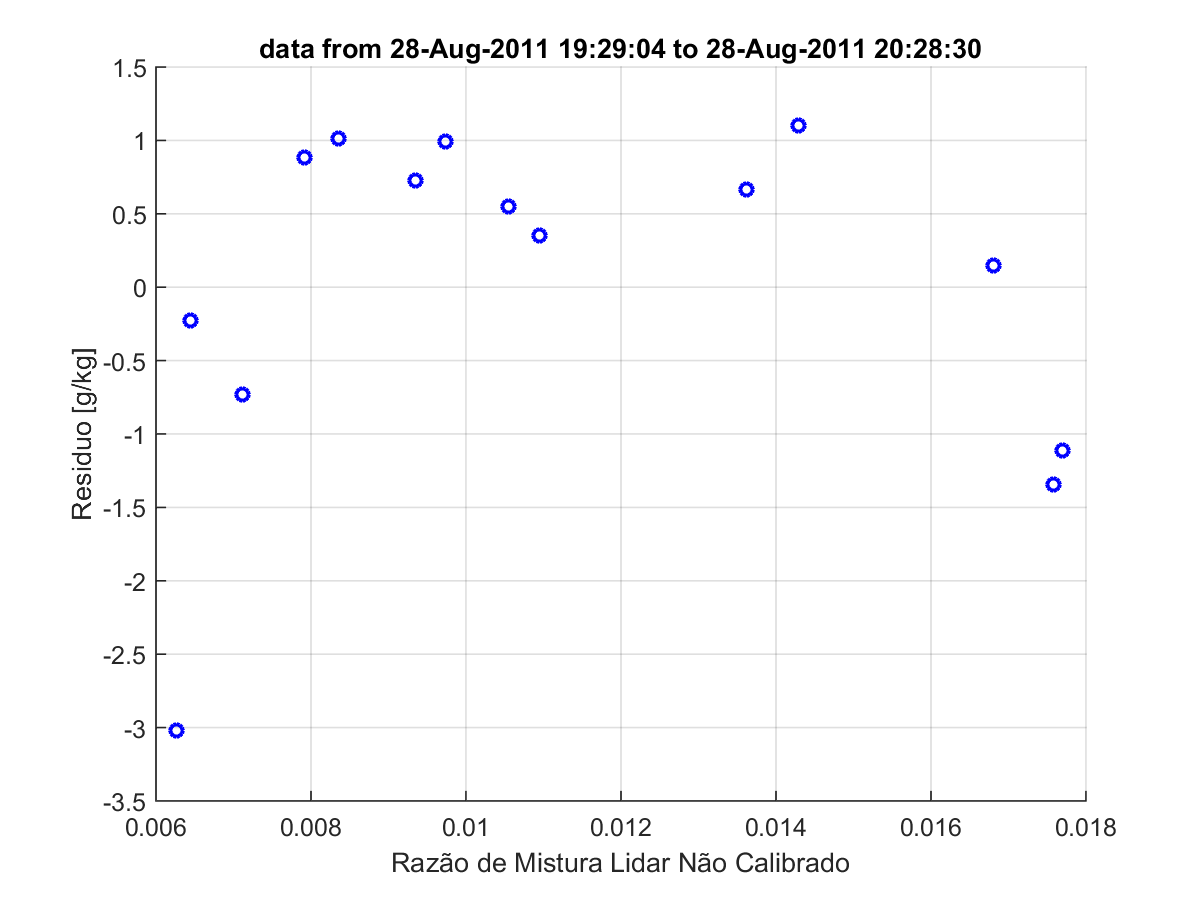 data from 28-Aug-2011 19:29:04 to 28-Aug-2011 20:28:30
1.5
1
0.5
0
-0.5
-1
-1.5
-2
-2.5
-3
-3.5
Residuo [g/kg]
0.006 0.008 0.01 0.012 0.014 0.016 0.018
Razão de Mistura Lidar Não Calibrado